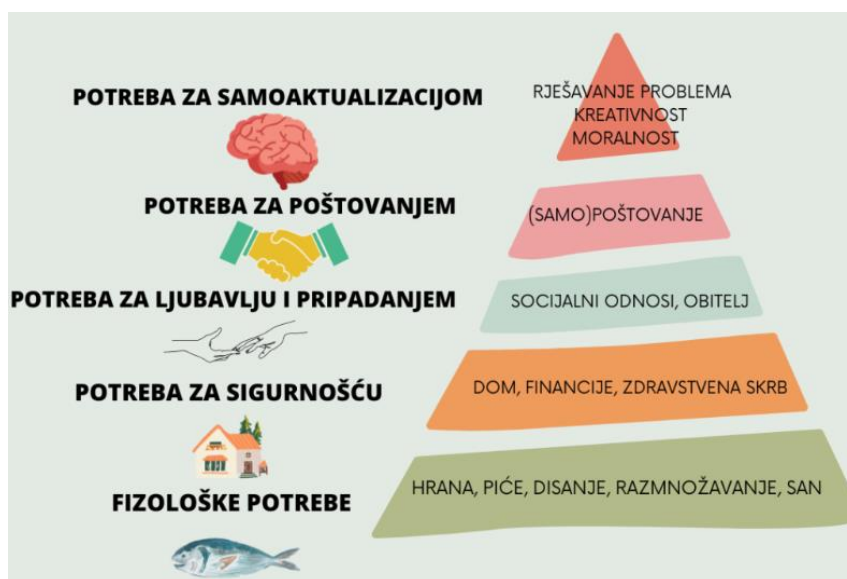 POTREBA ZA SAMOAKTUALIZACIJOM
RJEŠAVANJE PROBLEMA
KREATIVNOST
MORALNOST
POTREBA ZA POŠTOVANJEM
(SAMO)POŠTOVANJE
POTREBA ZA LJUBAVLJU I PRIPADANJEM
SOCIJALNI ODNOSI, OBITELJ
POTREBA ZA SIGURNOŠĆU
DOM, FINANCIJE, ZDRAVSTVENA SKRB
FIZOLOŠKE POTREBE
HRANA, PIĆE, DISANJE, RAZMNOŽAVANJE, SAN